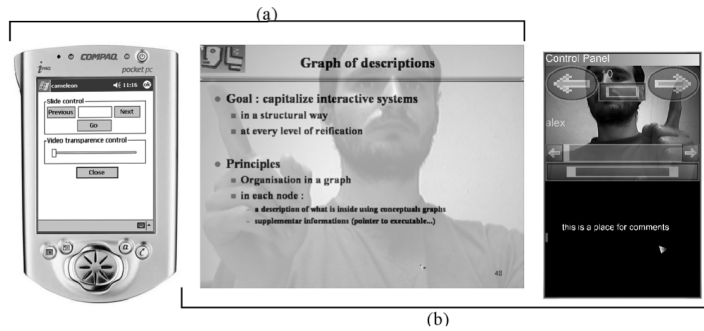 (a)
COMPAQ
iPAQ
pocket pc
cameleon 11:16 ok
Slide control
Previous Next
Go
Video transparence control
Close
Graph of descriptions
Goal : capitalize interactive systems
in a structural way
at every level of reification
Principles
Organisation in a graph
in each node :
- a description of what is inside using conceptuals graphs
- supplementar informations (pointer to executable...)
48
Control Panel
alex
this is a place for comments
(b)